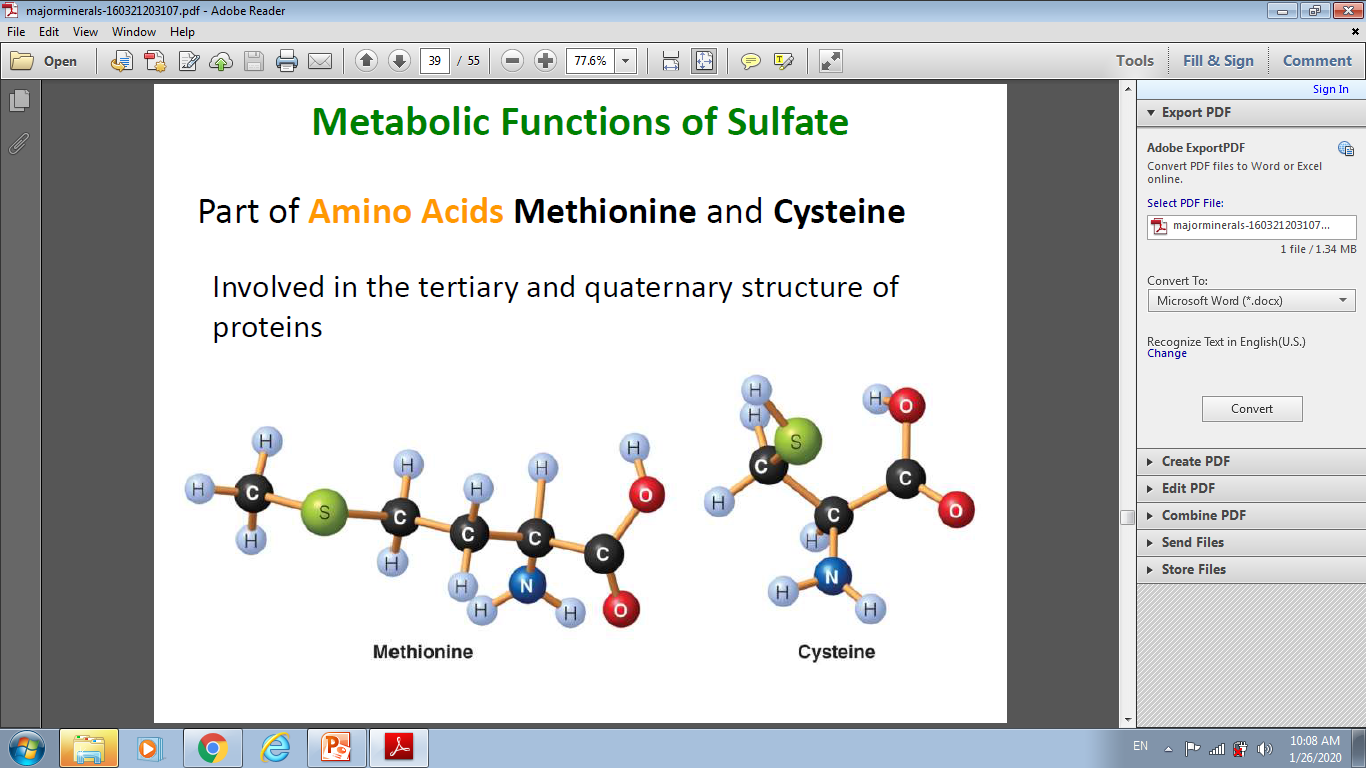 majorminerals-160321203107.pdf - Adobe Reader
File Edit View Window Help
Open 39 / 55 77.6% Tools Fill & Sign Comment
Sign In
Metabolic Functions of Sulfate
Part of Amino Acids Methionine and Cysteine
Involved in the tertiary and quaternary structure of
proteins
H H H C H S H C H H C H H C N H H C O H O
Methionine
H H S C H C H N H H C O H O
Cysteine
Export PDF
Adobe ExportPDF
Convert PDF files to Word or Excel
online.
Select PDF File:
majorminerals-160321203107...
1 file / 1.34 MB
Convert To:
Microsoft Word (*.docx)
Recognize Text in English(U.S.)
Change
Convert
Create PDF
Edit PDF
Combine PDF
Send Files
Store Files
EN 10:08 AM
1/26/2020